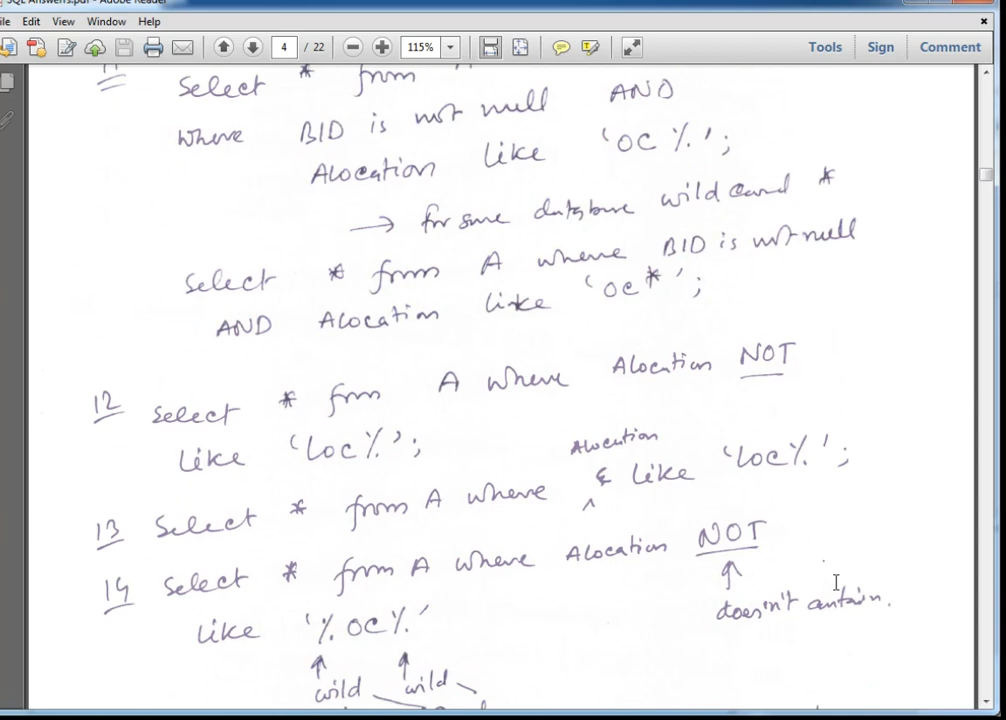 SQL Answers.pdf - Adobe Reader
File Edit View Window Help
4 / 22 115% Tools Sign Comment
11
Select * from
where BID is not null AND
Alocation like 'OC%';
→ for some database wild card *
Select * from A where BID is not null
AND Alocation like 'oc*';
12 Select * from A where Alocation NOT
like 'loc%';
Alocation
13 Select * from A where ^ like 'loc%';
14 Select * from A where Alocation NOT
doesn't contain.
like '%OC%'
wild wild